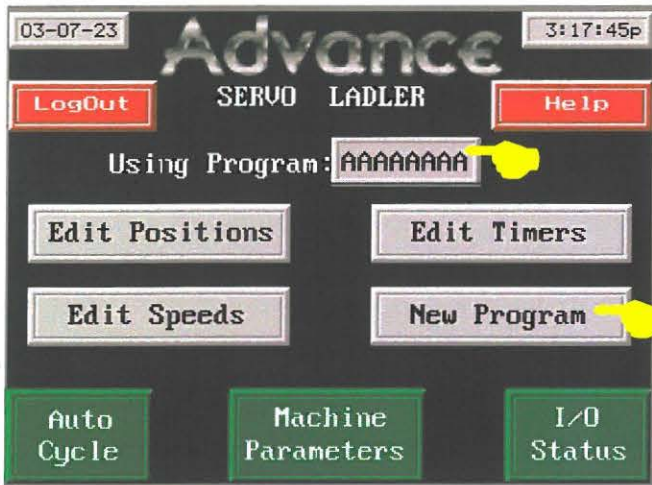 03-07-23 Advance 3:17:45p
LogOut SERVO LADLER Help
Using Program: AAAAAAAA
Edit Positions Edit Timers
Edit Speeds New Program
Auto Machine I/O
Cycle Parameters Status